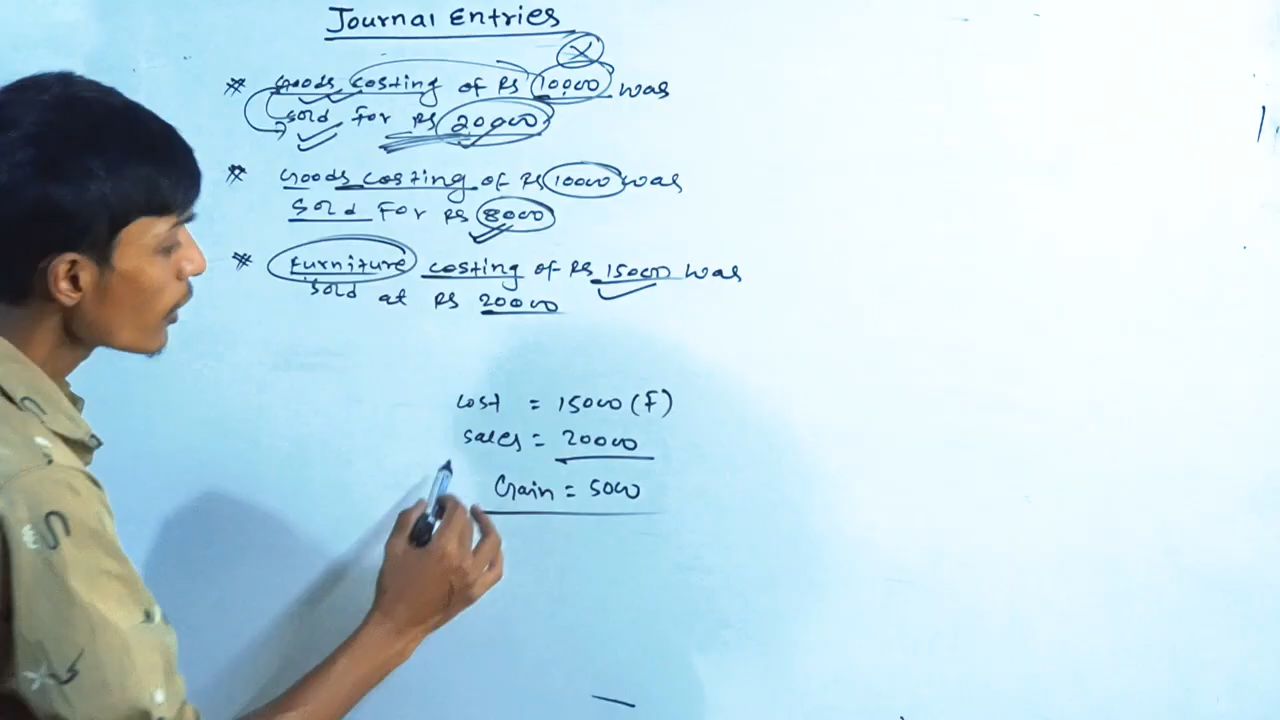 Journal Entries
X
* Goods costing of Rs 10000 was
sold for Rs 20000
* Goods costing of Rs 10000 was
sold for Rs 8000
* Furniture costing of Rs 15000 was
sold at Rs 20000
cost = 15000 (F)
sales = 20000
Gain = 5000